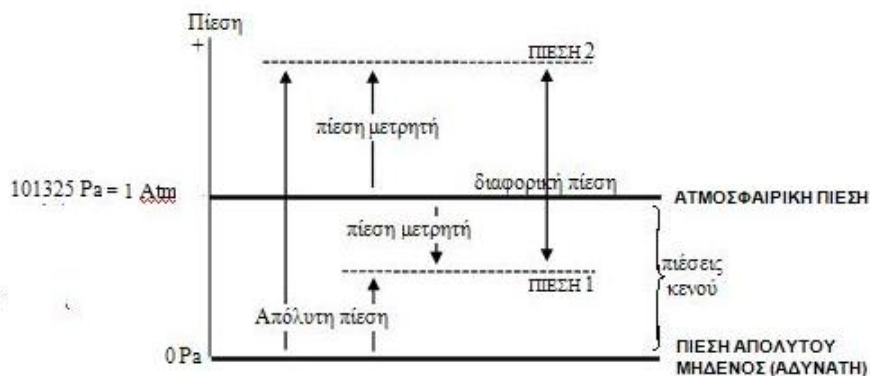 Πίεση
+
ΠΙΕΣΗ 2
πίεση μετρητή
101325 Pa = 1 Atm
διαφορική πίεση
ΑΤΜΟΣΦΑΙΡΙΚΗ ΠΙΕΣΗ
πίεση μετρητή
πιέσεις
κενού
ΠΙΕΣΗ 1
Απόλυτη πίεση
0 Pa
ΠΙΕΣΗ ΑΠΟΛΥΤΟΥ
ΜΗΔΕΝΟΣ (ΑΔΥΝΑΤΗ)